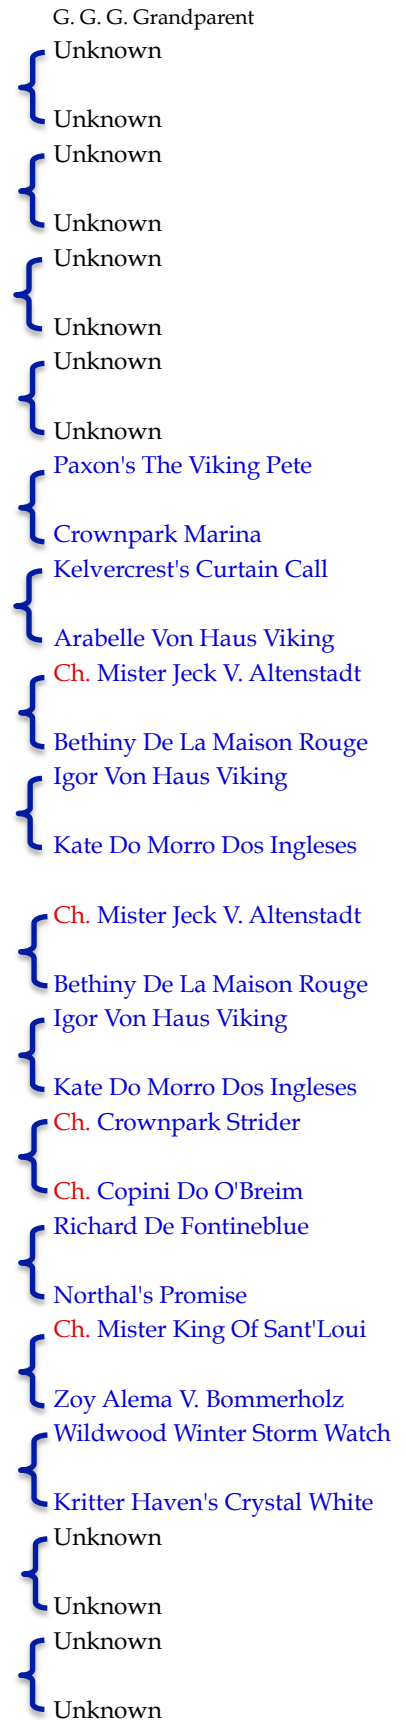 G. G. G. Grandparent
Unknown
Unknown
Unknown
Unknown
Unknown
Unknown
Unknown
Unknown
Paxon's The Viking Pete
Crownpark Marina
Kelvercrest's Curtain Call
Arabelle Von Haus Viking
Ch. Mister Jeck V. Altenstadt
Bethiny De La Maison Rouge
Igor Von Haus Viking
Kate Do Morro Dos Ingleses
Ch. Mister Jeck V. Altenstadt
Bethiny De La Maison Rouge
Igor Von Haus Viking
Kate Do Morro Dos Ingleses
Ch. Crownpark Strider
Ch. Copini Do O'Breim
Richard De Fontineblue
Northal's Promise
Ch. Mister King Of Sant'Loui
Zoy Alema V. Bommerholz
Wildwood Winter Storm Watch
Kritter Haven's Crystal White
Unknown
Unknown
Unknown
Unknown